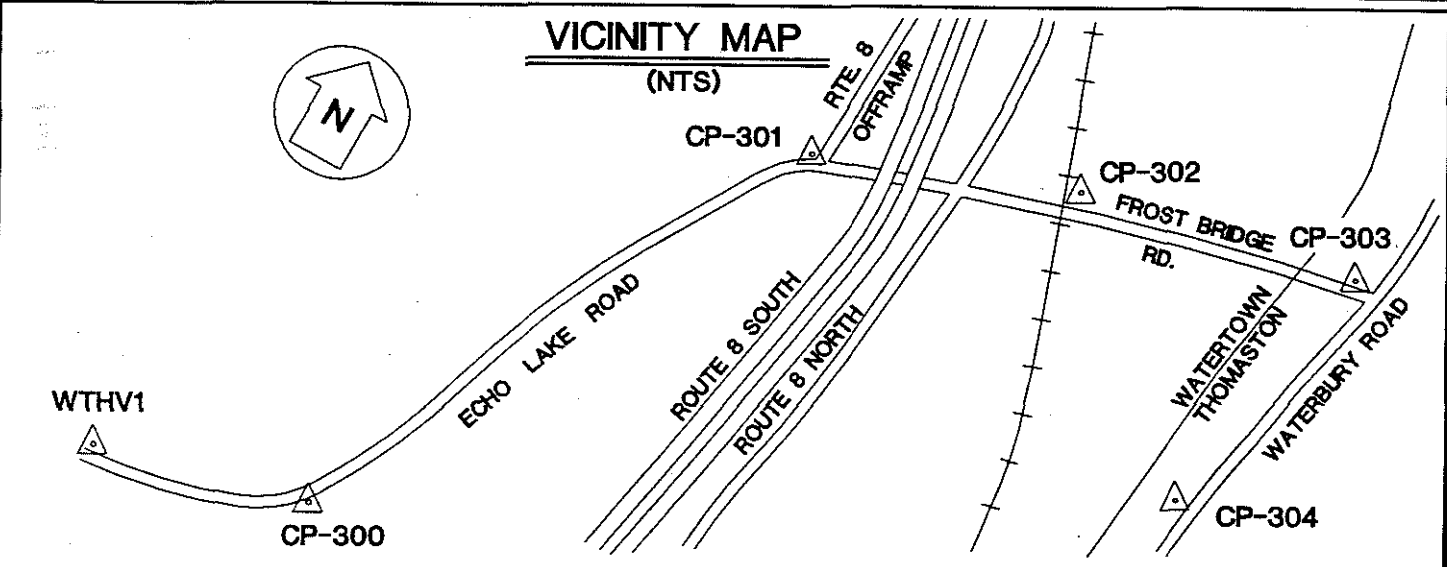 VICINITY MAP
(NTS)
N
RTE. 8
OFFRAMP
CP-301
CP-302
FROST BRIDGE
RD.
CP-303
ECHO LAKE ROAD
ROUTE 8 SOUTH
ROUTE 8 NORTH
WATERTOWN
THOMASTON
WATERBURY ROAD
WTHV1
CP-300
CP-304